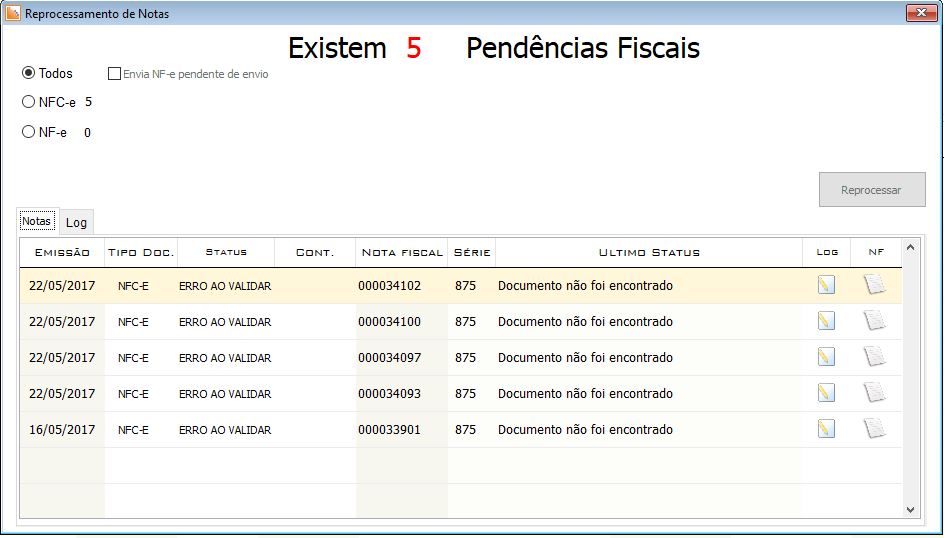 Reprocessamento de Notas
Existem 5 Pendências Fiscais
Todos Envia NF-e pendente de envio
NFC-e 5
NF-e 0
Reprocessar
Notas Log
Emissão Tipo Doc. Status Cont. Nota fiscal Série Ultimo Status Log NF
22/05/2017 NFC-E ERRO AO VALIDAR 000034102 875 Documento não foi encontrado
22/05/2017 NFC-E ERRO AO VALIDAR 000034100 875 Documento não foi encontrado
22/05/2017 NFC-E ERRO AO VALIDAR 000034097 875 Documento não foi encontrado
22/05/2017 NFC-E ERRO AO VALIDAR 000034093 875 Documento não foi encontrado
16/05/2017 NFC-E ERRO AO VALIDAR 000033901 875 Documento não foi encontrado